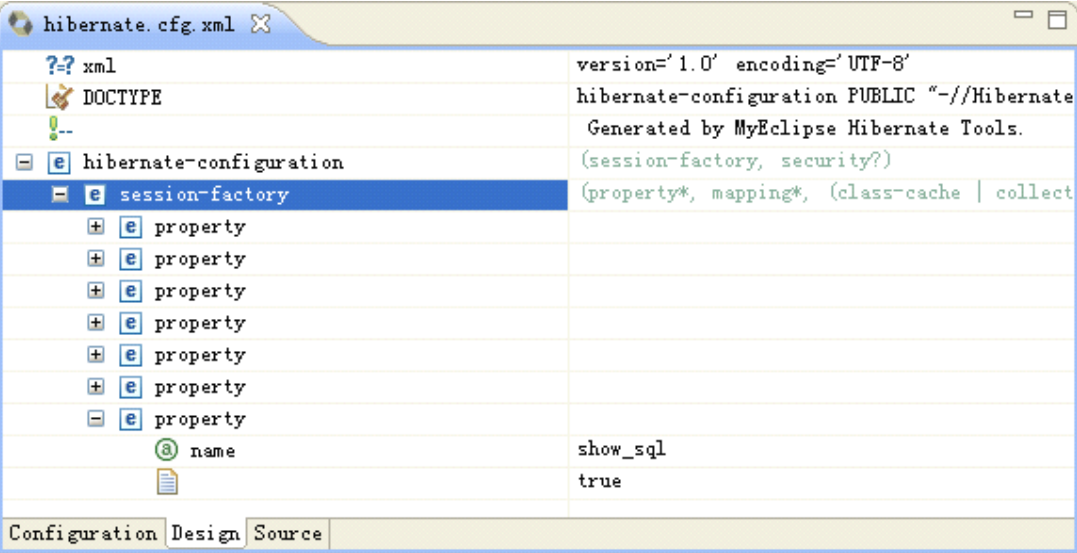 hibernate.cfg.xml
?=? xml version='1.0' encoding='UTF-8'
DOCTYPE hibernate-configuration PUBLIC "-//Hibernate
!-- Generated by MyEclipse Hibernate Tools.
e hibernate-configuration (session-factory, security?)
e session-factory (property*, mapping*, (class-cache | collect
e property
e property
e property
e property
e property
e property
e property
a name show_sql
true
Configuration Design Source